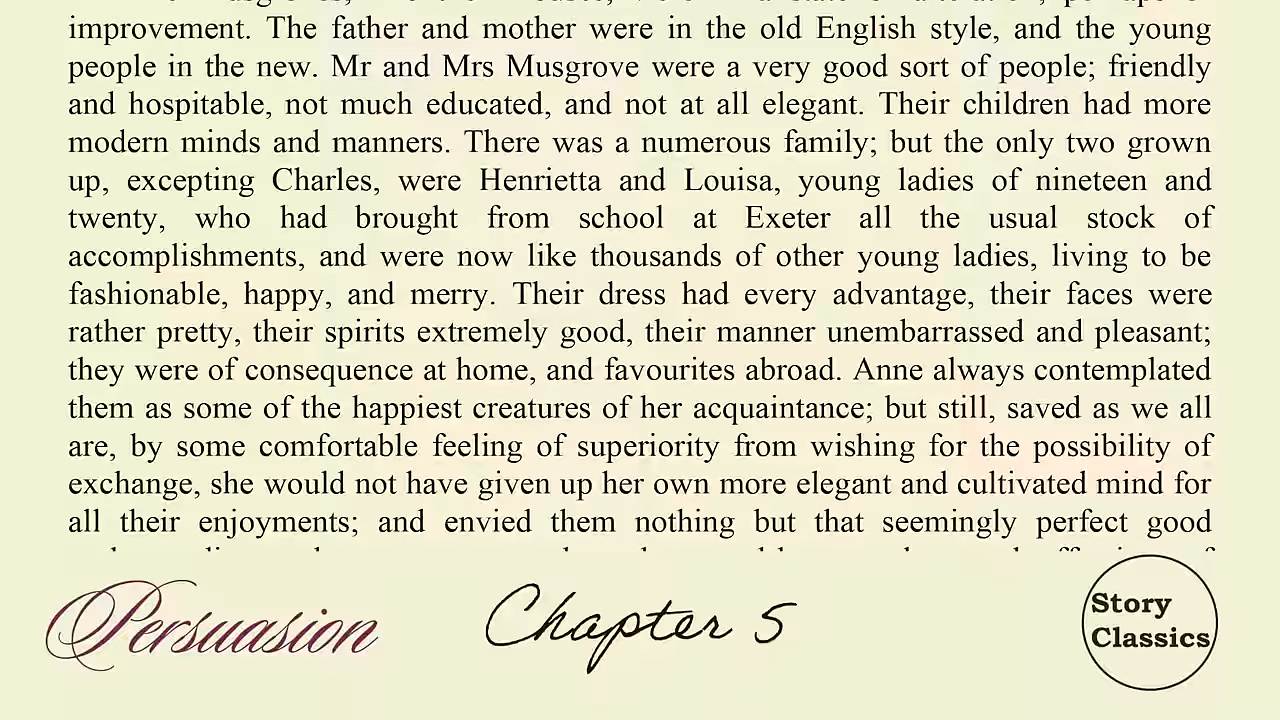 improvement. The father and mother were in the old English style, and the young
people in the new. Mr and Mrs Musgrove were a very good sort of people; friendly
and hospitable, not much educated, and not at all elegant. Their children had more
modern minds and manners. There was a numerous family; but the only two grown
up, excepting Charles, were Henrietta and Louisa, young ladies of nineteen and
twenty, who had brought from school at Exeter all the usual stock of
accomplishments, and were now like thousands of other young ladies, living to be
fashionable, happy, and merry. Their dress had every advantage, their faces were
rather pretty, their spirits extremely good, their manner unembarrassed and pleasant;
they were of consequence at home, and favourites abroad. Anne always contemplated
them as some of the happiest creatures of her acquaintance; but still, saved as we all
are, by some comfortable feeling of superiority from wishing for the possibility of
exchange, she would not have given up her own more elegant and cultivated mind for
all their enjoyments; and envied them nothing but that seemingly perfect good
Persuasion
Chapter 5
Story
Classics